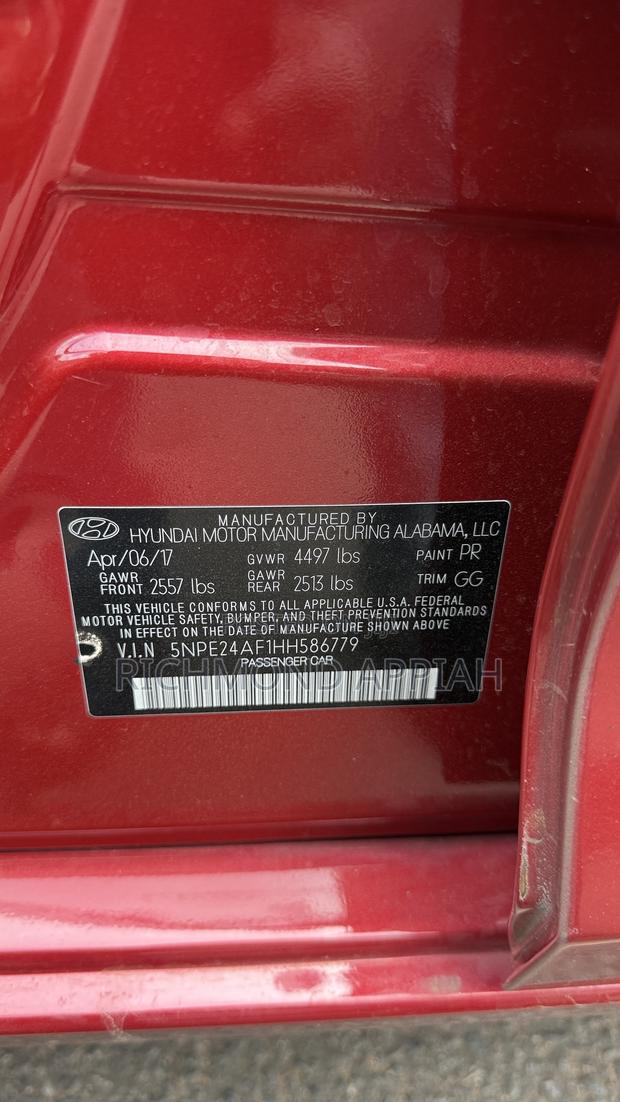 MANUFACTURED BY
HYUNDAI MOTOR MANUFACTURING ALABAMA, LLC
Apr/06/17 GVWR 4497 lbs PAINT PR
GAWR FRONT 2557 lbs GAWR REAR 2513 lbs TRIM GG
THIS VEHICLE CONFORMS TO ALL APPLICABLE U.S.A. FEDERAL
MOTOR VEHICLE SAFETY, BUMPER, AND THEFT PREVENTION STANDARDS
IN EFFECT ON THE DATE OF MANUFACTURE SHOWN ABOVE
V.I.N 5NPE24AF1HH586779
PASSENGER CAR
RICHMOND APPIAH